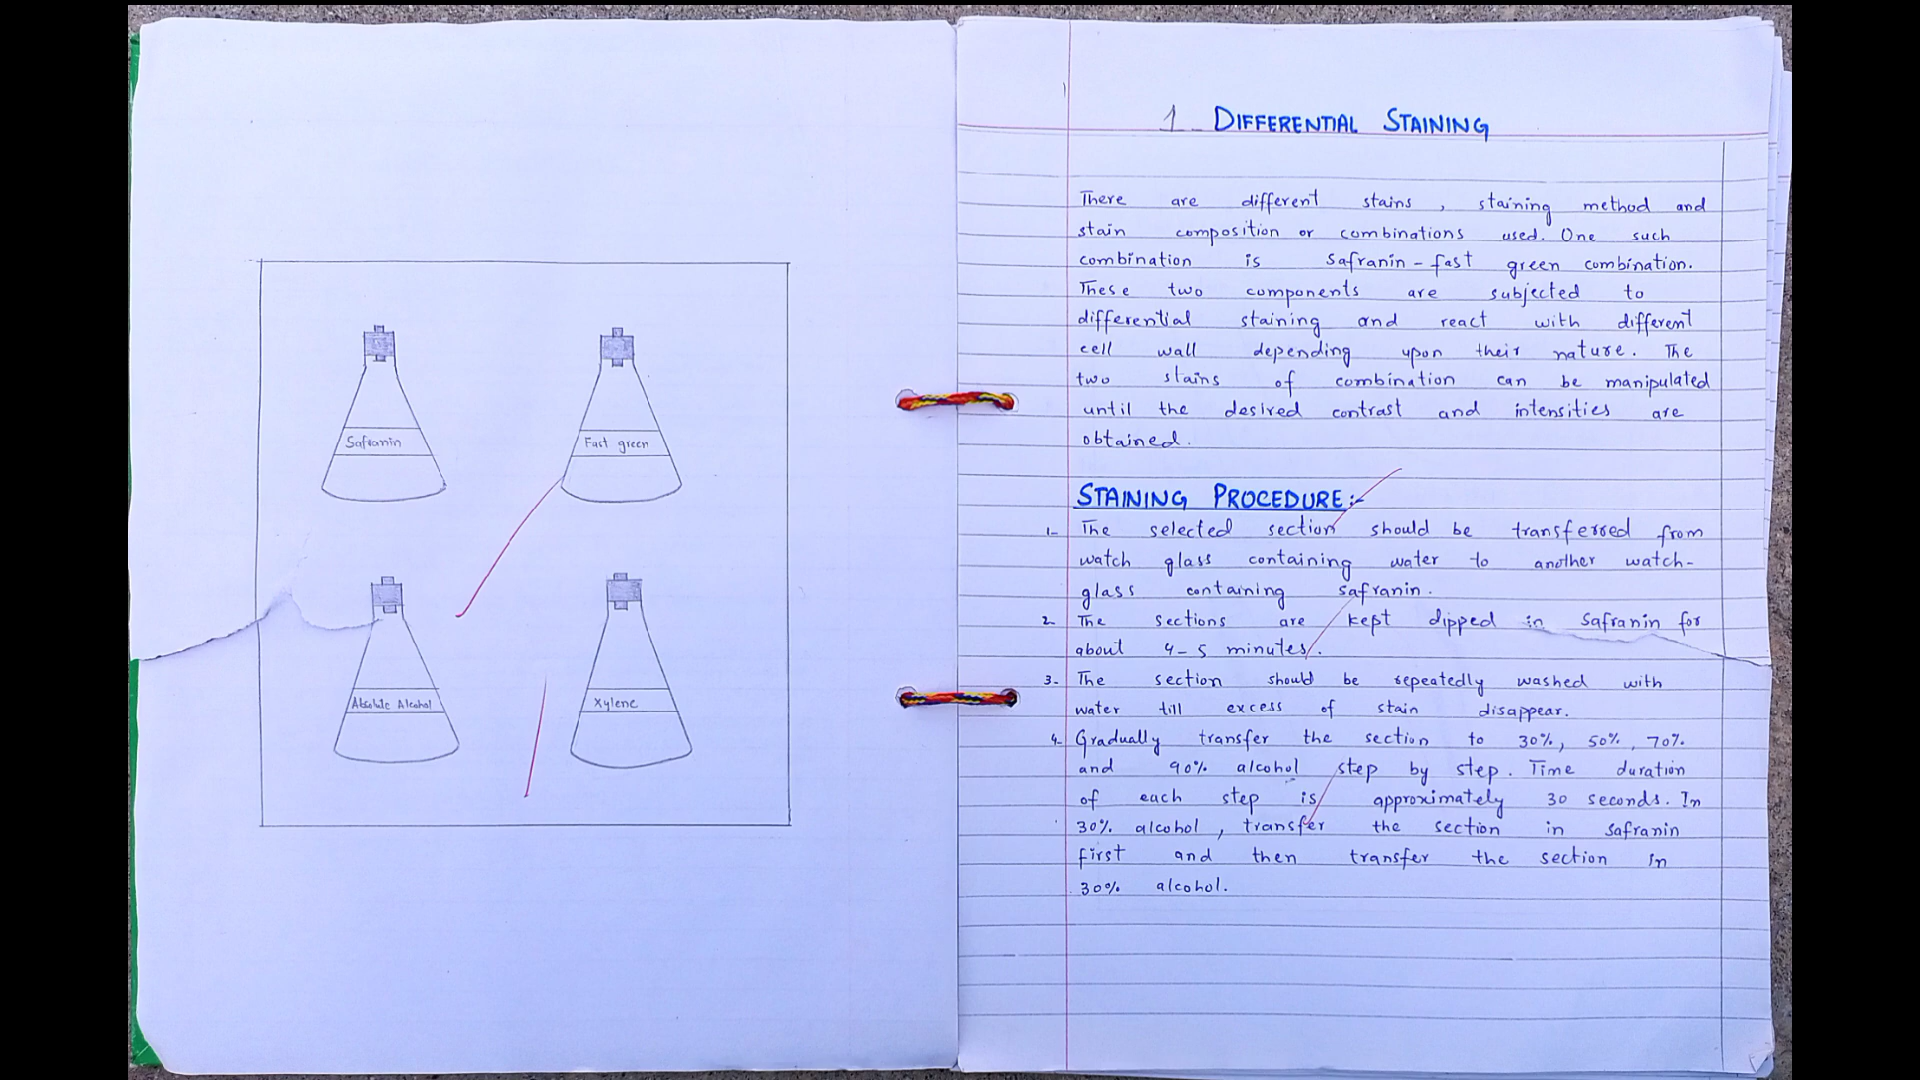 Safranin
Fast green
Absolute Alcohol
Xylene
1 DIFFERENTIAL STAINING
There are different stains, staining method and
stain composition or combinations used. One such
combination is safranin-fast green combination.
These two components are subjected to
differential staining and react with different
cell wall depending upon their nature. The
two stains of combination can be manipulated
until the desired contrast and intensities are
obtained.
STAINING PROCEDURE:-
1- The selected section should be transferred from
watch glass containing water to another watch-
glass containing safranin.
2- The sections are kept dipped in safranin for
about 4-5 minutes.
3- The section should be repeatedly washed with
water till excess of stain disappear.
4- Gradually transfer the section to 30%, 50%, 70%
and 90% alcohol step by step. Time duration
of each step is approximately 30 seconds. In
30% alcohol, transfer the section in safranin
first and then transfer the section in
30% alcohol.